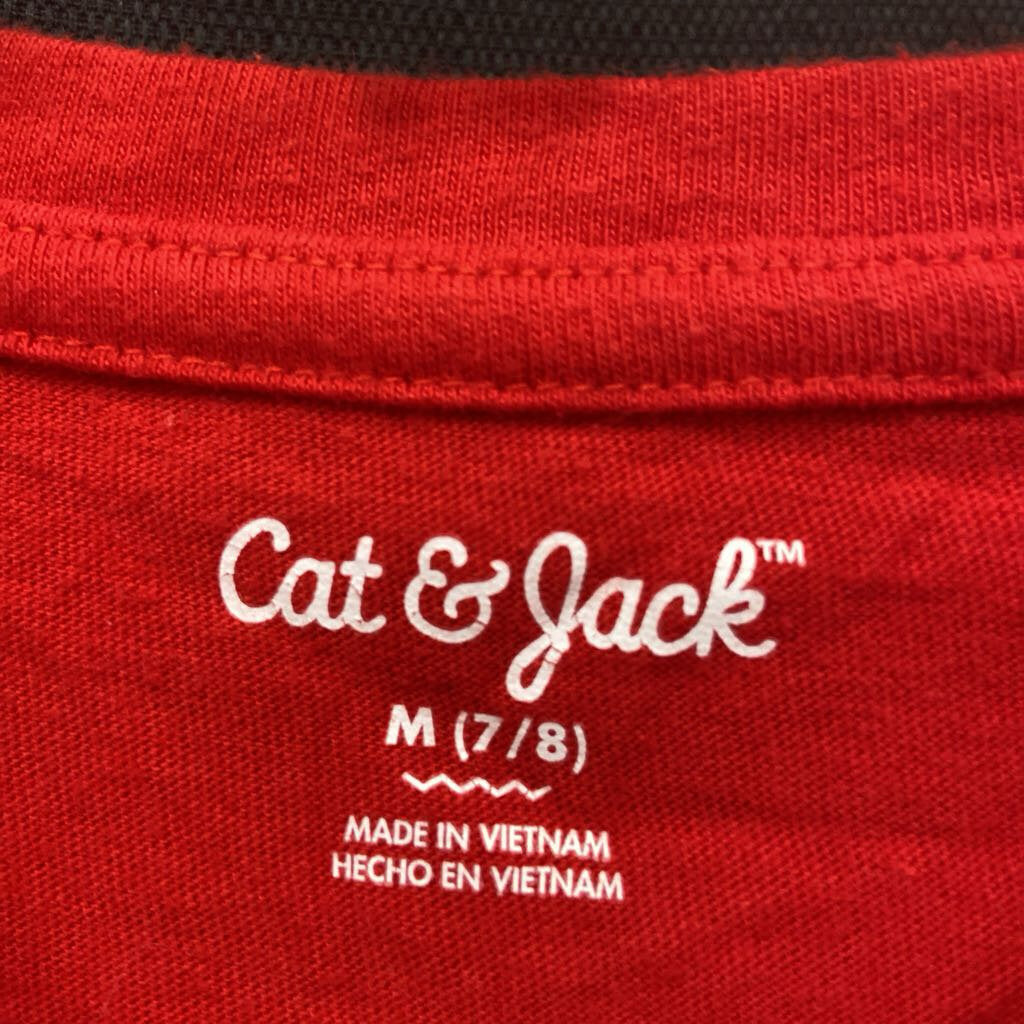 Cat & Jack™
M (7/8)
MADE IN VIETNAM
HECHO EN VIETNAM